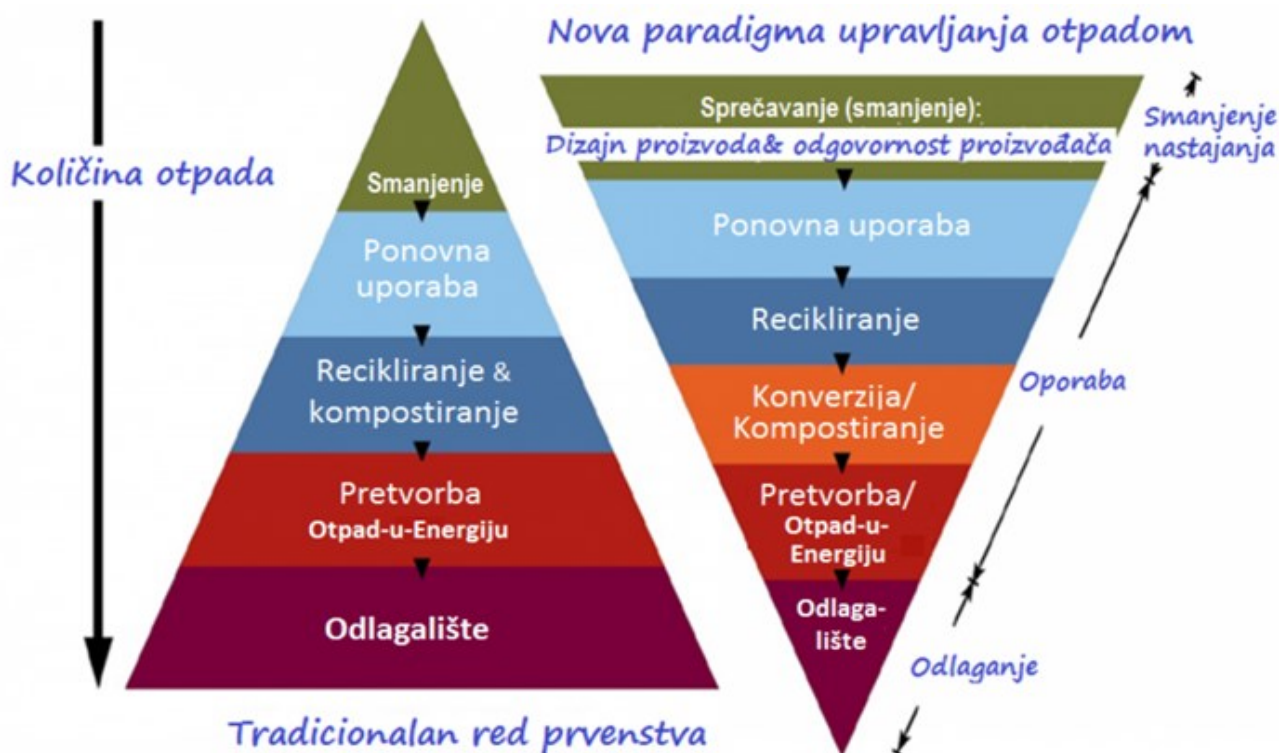 Nova paradigma upravljanja otpadom
Količina otpada
Smanjenje
Ponovna
uporaba
Recikliranje &
kompostiranje
Pretvorba
Otpad-u-Energiju
Odlagalište
Tradicionalan red prvenstva
Sprečavanje (smanjenje):
Dizajn proizvoda& odgovornost proizvođača
Ponovna uporaba
Recikliranje
Konverzija/
Kompostiranje
Pretvorba/
Otpad-u-
Energiju
Odlaga-
lište
Smanjenje
nastajanja
Oporaba
Odlaganje